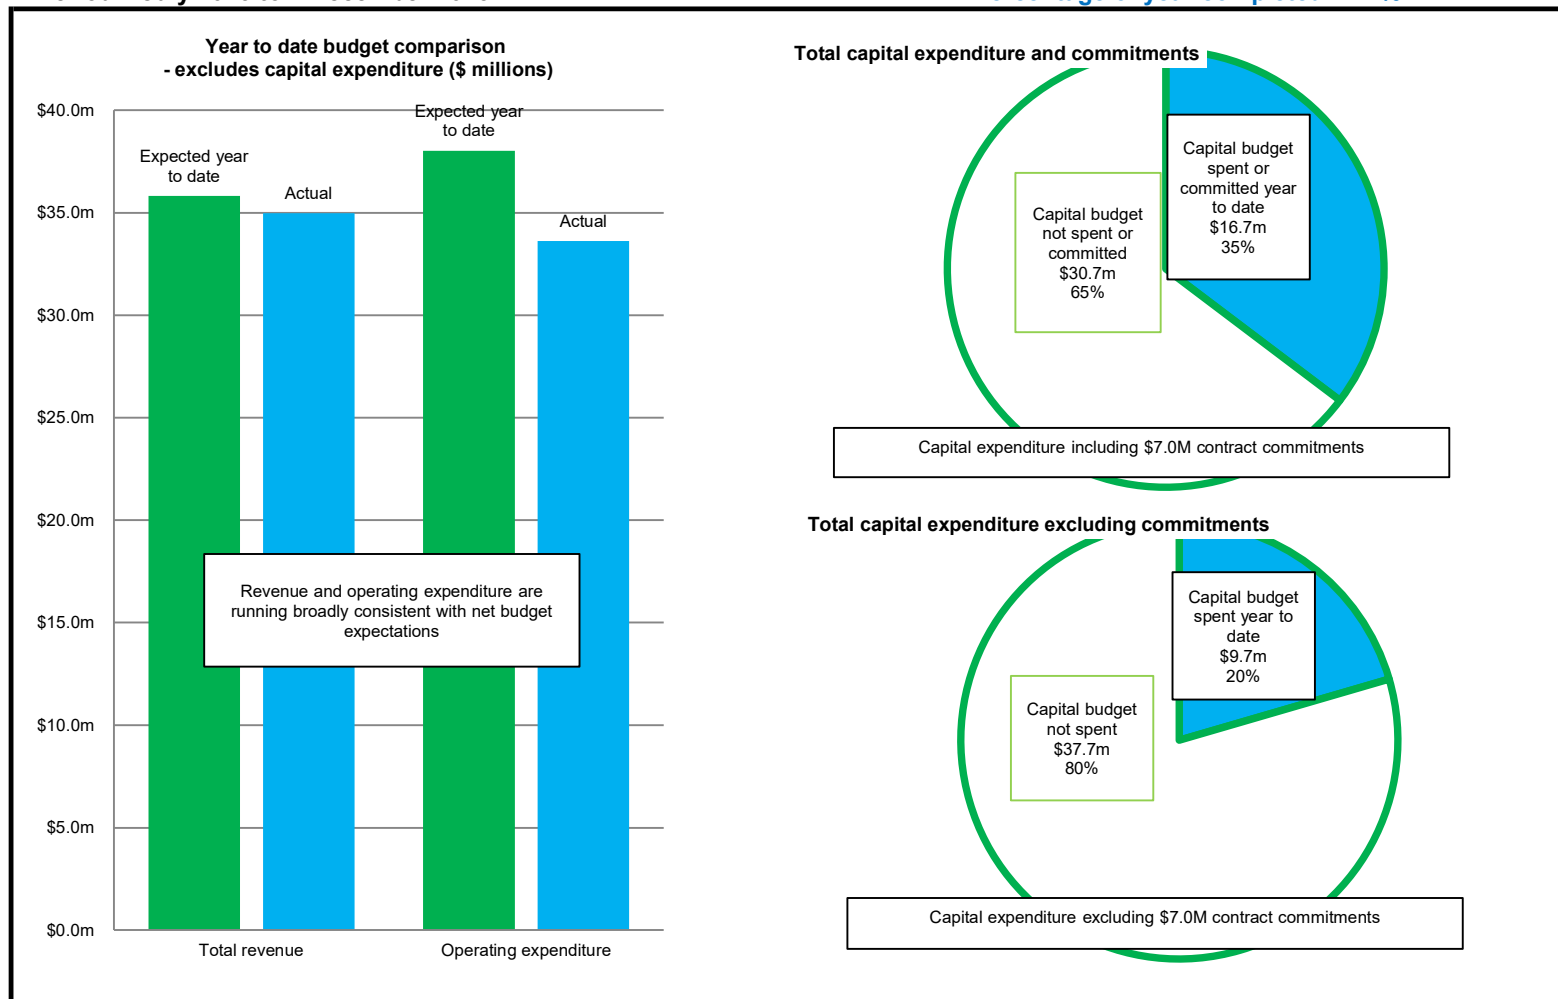 Year to date budget comparison
- excludes capital expenditure ($ millions)
$40.0m
$35.0m
$30.0m
$25.0m
$20.0m
$15.0m
$10.0m
$5.0m
$0.0m
Expected year
to date
Actual
Expected year
to date
Actual
Revenue and operating expenditure are
running broadly consistent with net budget
expectations
Total revenue
Operating expenditure
Total capital expenditure and commitments
Capital budget
spent or
committed year
to date
$16.7m
35%
Capital budget
not spent or
committed
$30.7m
65%
Capital expenditure including $7.0M contract commitments
Total capital expenditure excluding commitments
Capital budget
spent year to
date
$9.7m
20%
Capital budget
not spent
$37.7m
80%
Capital expenditure excluding $7.0M contract commitments